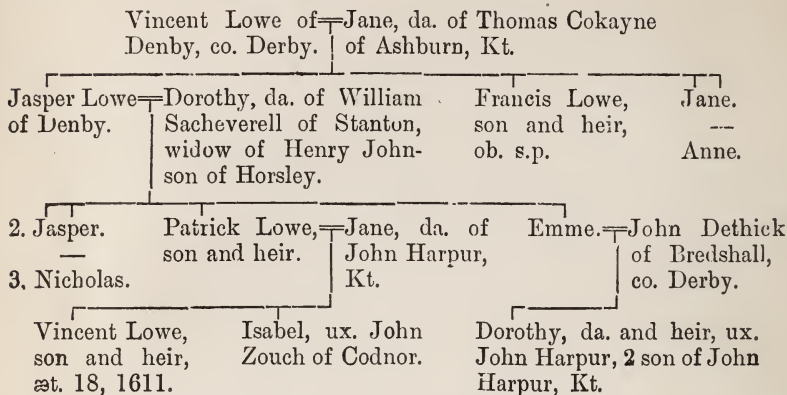 Vincent Lowe of Jane, da. of Thomas Cokayne
Denby, co. Derby. of Ashburn, Kt.
Jasper Lowe Dorothy, da. of William Francis Lowe, Jane.
of Denby. Sacheverell of Stanton, son and heir, —
widow of Henry John- ob. s.p. Anne.
son of Horsley.
2. Jasper. Patrick Lowe, Jane, da. of Emme. John Dethick
— son and heir. John Harpur, of Bredshall,
3. Nicholas. Kt. co. Derby.
Vincent Lowe, Isabel, ux. John Dorothy, da. and heir, ux.
son and heir, Zouch of Codnor. John Harpur, 2 son of John
æt. 18, 1611. Harpur, Kt.